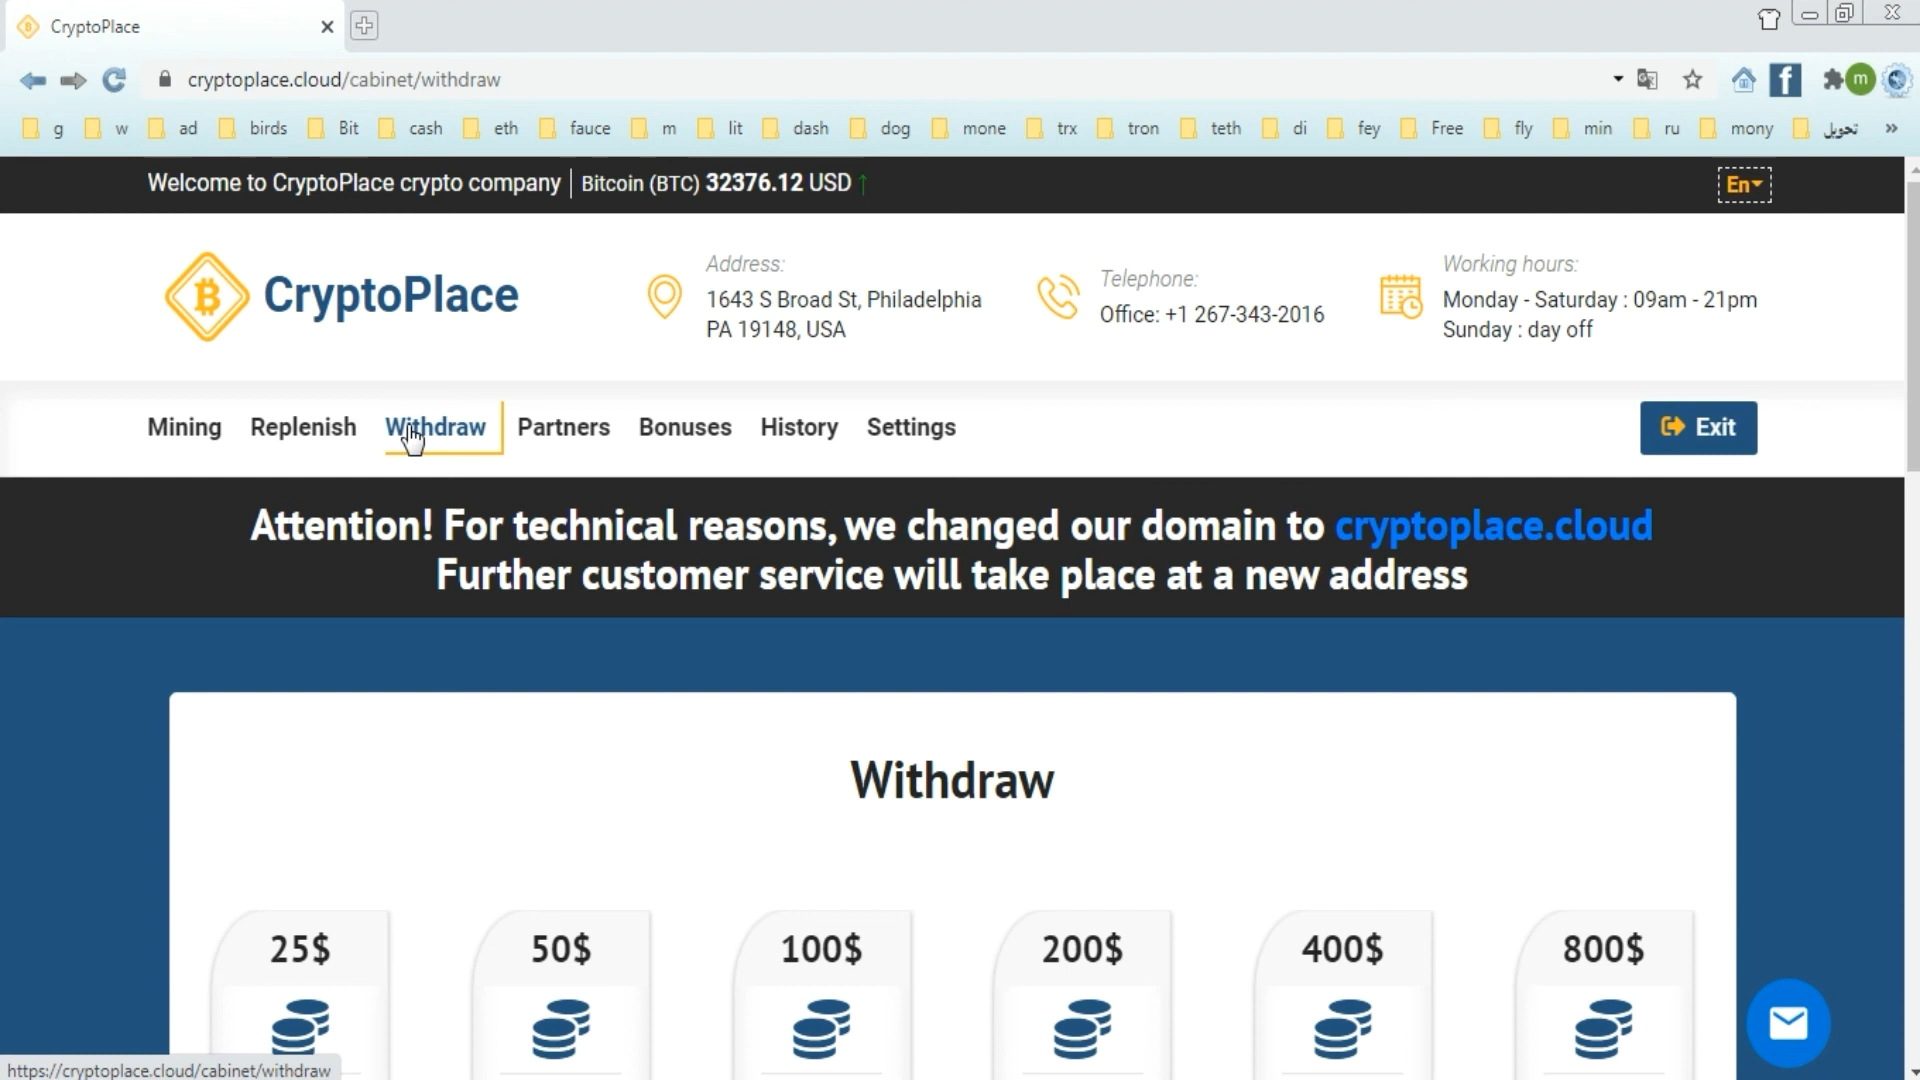 CryptoPlace
cryptoplace.cloud/cabinet/withdraw
m
g w ad birds Bit cash eth fauce m lit dash dog mone trx tron teth di fey Free fly min ru mony تحويل »
Welcome to CryptoPlace crypto company | Bitcoin (BTC) 32376.12 USD ↑
En
CryptoPlace
Address:
1643 S Broad St, Philadelphia
PA 19148, USA
Telephone:
Office: +1 267-343-2016
Working hours:
Monday - Saturday : 09am - 21pm
Sunday : day off
Mining Replenish Withdraw Partners Bonuses History Settings
Exit
Attention! For technical reasons, we changed our domain to cryptoplace.cloud
Further customer service will take place at a new address
Withdraw
25$ 50$ 100$ 200$ 400$ 800$
https://cryptoplace.cloud/cabinet/withdraw